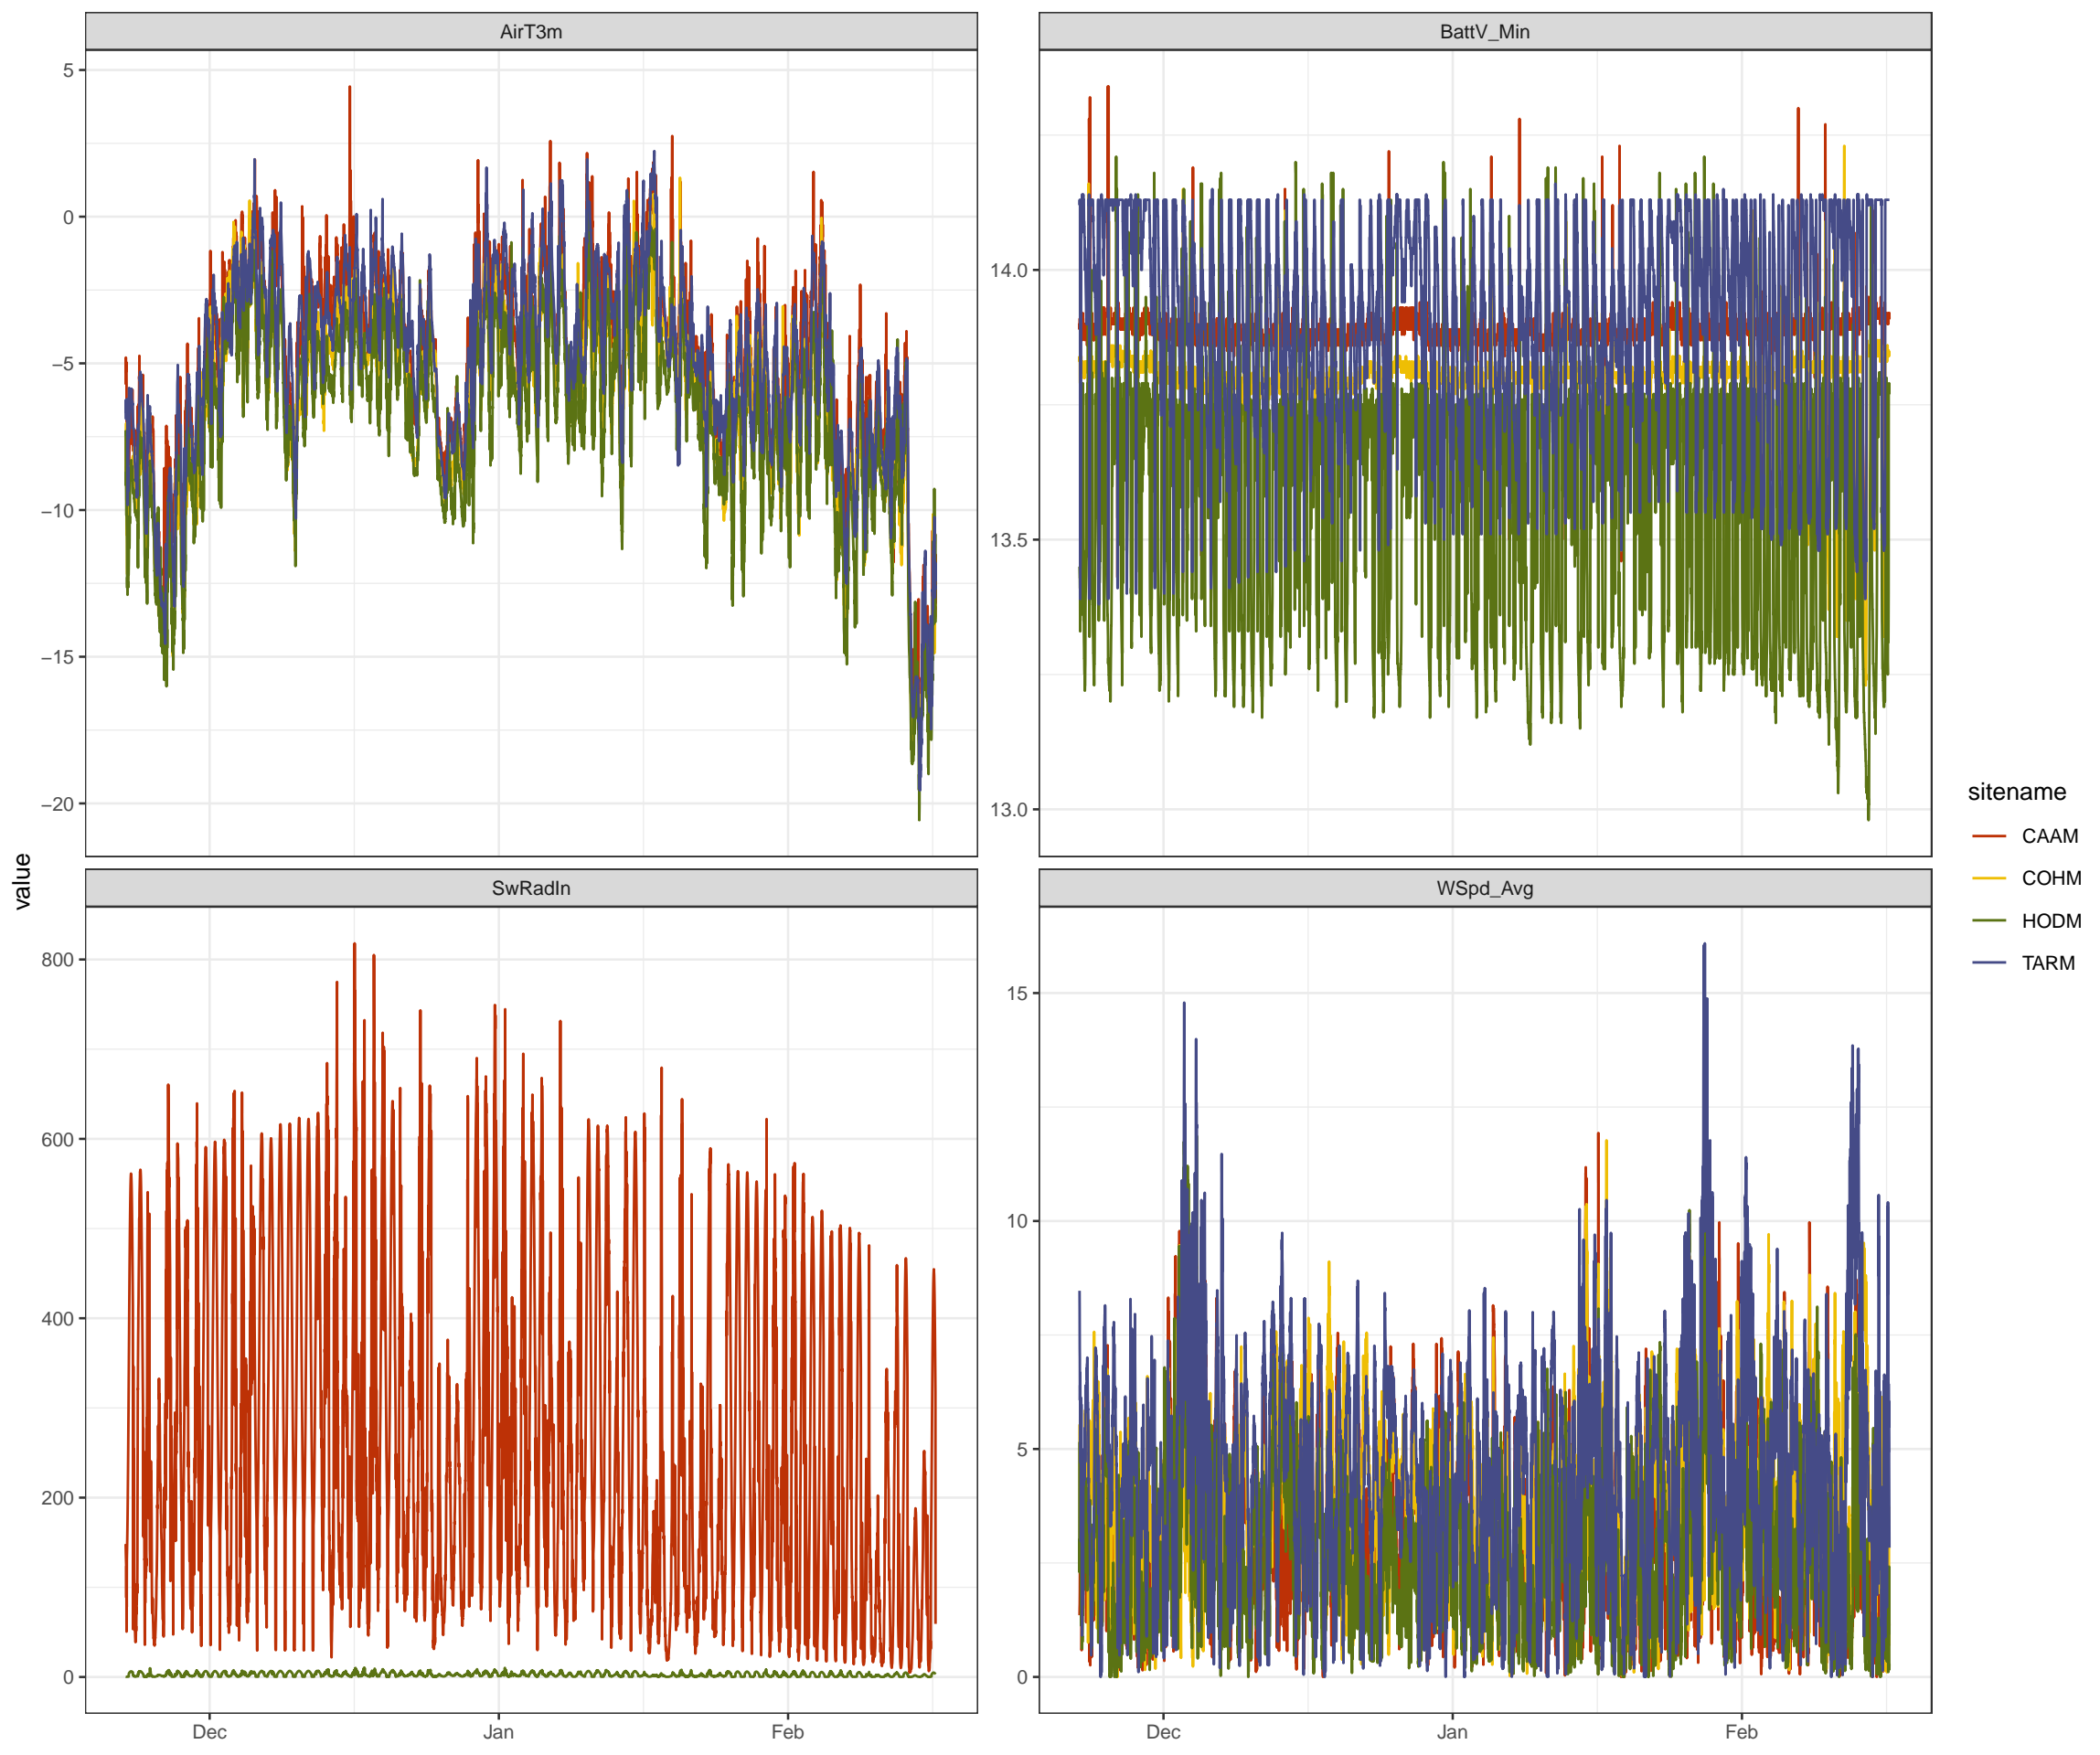 AirT3m
BattV_Min
5
0
−5
−10
−15
−20
14.0
13.5
13.0
SwRadIn
WSpd_Avg
800
600
400
200
0
15
10
5
0
Dec
Jan
Feb
Dec
Jan
Feb
value
sitename
CAAM
COHM
HODM
TARM